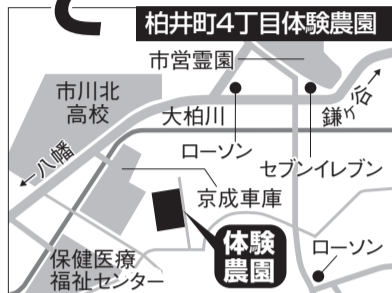 と
柏井町4丁目体験農園
市営霊園
市川北
高校
大柏川
鎌ヶ谷
ローソン
セブンイレブン
八幡
京成車庫
体験
農園
保健医療
福祉センター
ローソン